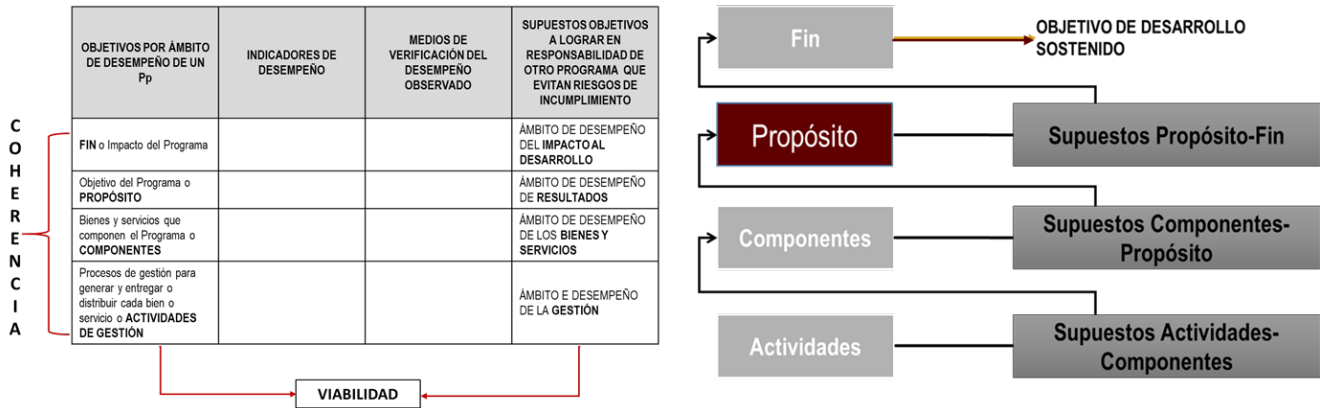 OBJETIVOS POR ÁMBITO
DE DESEMPEÑO DE UN
Pp
INDICADORES DE
DESEMPEÑO
MEDIOS DE
VERIFICACIÓN DEL
DESEMPEÑO
OBSERVADO
SUPUESTOS OBJETIVOS
A LOGRAR EN
RESPONSABILIDAD DE
OTRO PROGRAMA QUE
EVITAN RIESGOS DE
INCUMPLIMIENTO
COHERENCIA
FIN o Impacto del Programa
ÁMBITO DE DESEMPEÑO
DEL IMPACTO AL
DESARROLLO
Objetivo del Programa o
PROPÓSITO
ÁMBITO DE DESEMPEÑO
DE RESULTADOS
Bienes y servicios que
componen el Programa o
COMPONENTES
ÁMBITO DE DESEMPEÑO
DE LOS BIENES Y
SERVICIOS
Procesos de gestión para
generar y entregar o
distribuir cada bien o
servicio o ACTIVIDADES
DE GESTIÓN
ÁMBITO E DESEMPEÑO
DE LA GESTIÓN
VIABILIDAD
Fin
OBJETIVO DE DESARROLLO
SOSTENIDO
Propósito
Supuestos Propósito-Fin
Componentes
Supuestos Componentes-
Propósito
Actividades
Supuestos Actividades-
Componentes